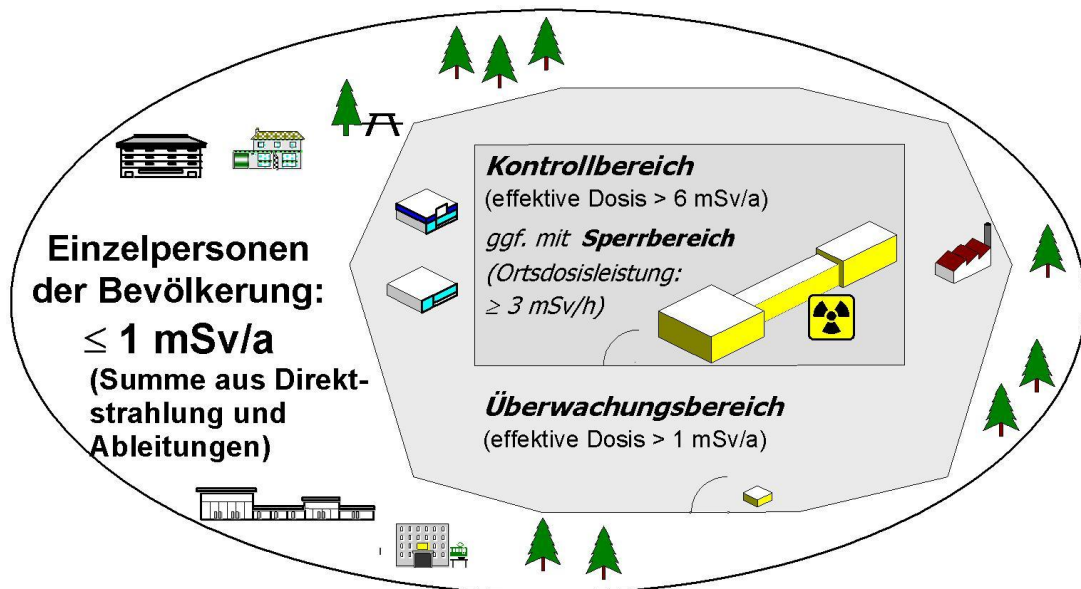 Kontrollbereich
(effektive Dosis > 6 mSv/a)
ggf. mit Sperrbereich
(Ortsdosisleistung:
≥ 3 mSv/h)
Einzelpersonen
der Bevölkerung:
≤ 1 mSv/a
(Summe aus Direkt-
strahlung und
Ableitungen)
Überwachungsbereich
(effektive Dosis > 1 mSv/a)